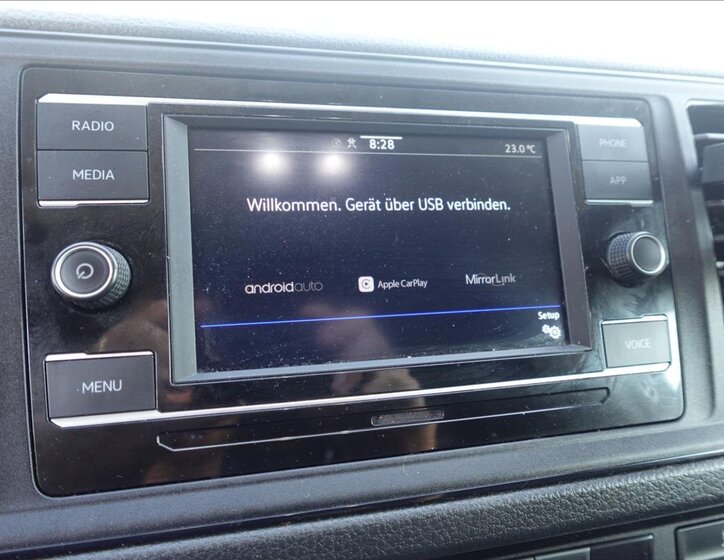 RADIO
MEDIA
MENU
8:28
23.0°C
Willkommen. Gerät über USB verbinden.
androidauto
Apple CarPlay
MirrorLink
Setup
PHONE
APP
VOICE